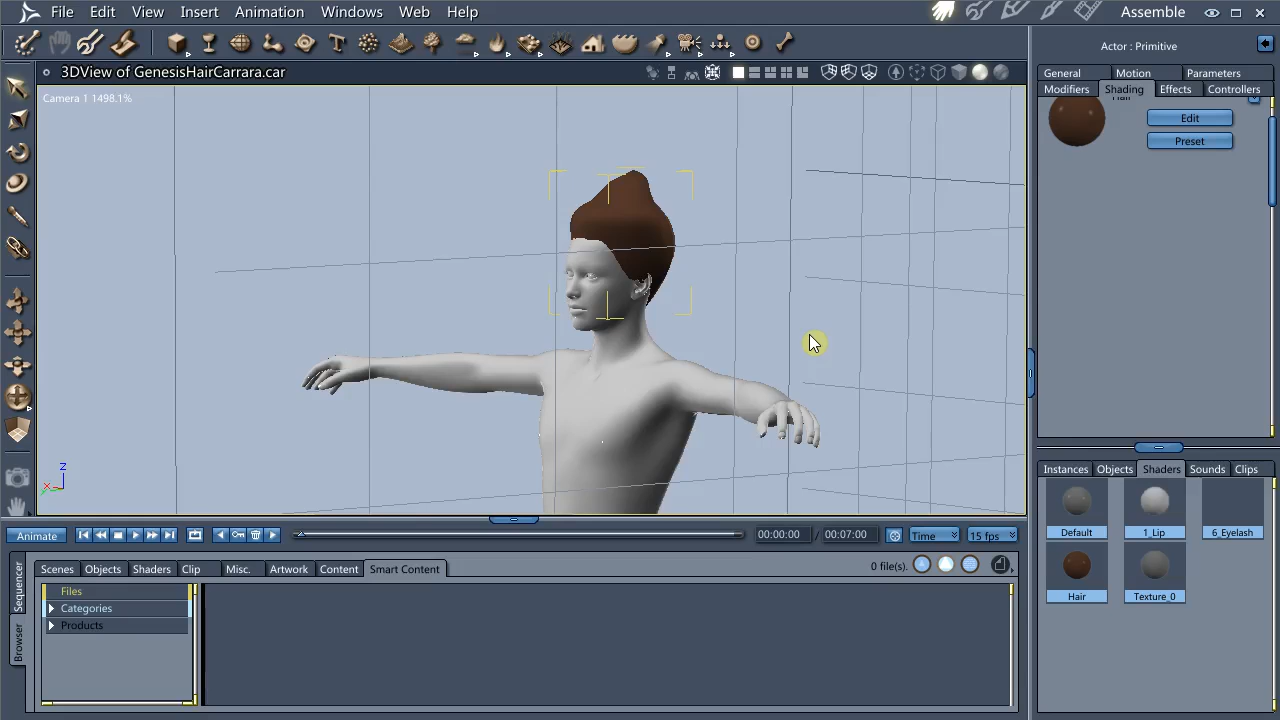 File Edit View Insert Animation Windows Web Help Assemble
3DView of GenesisHairCarrara.car
Camera 1 1498.1%
Z
X
Y
Actor : Primitive
General Motion Parameters
Modifiers Shading Effects Controllers
Hair
Edit
Preset
Instances Objects Shaders Sounds Clips
Default 1_Lip 6_Eyelash
Hair Texture_0
Animate 00:00:00 / 00:07:00 Time 15 fps
Sequencer
Browser
Scenes Objects Shaders Clip Misc. Artwork Content Smart Content 0 file(s).
Files
Categories
Products